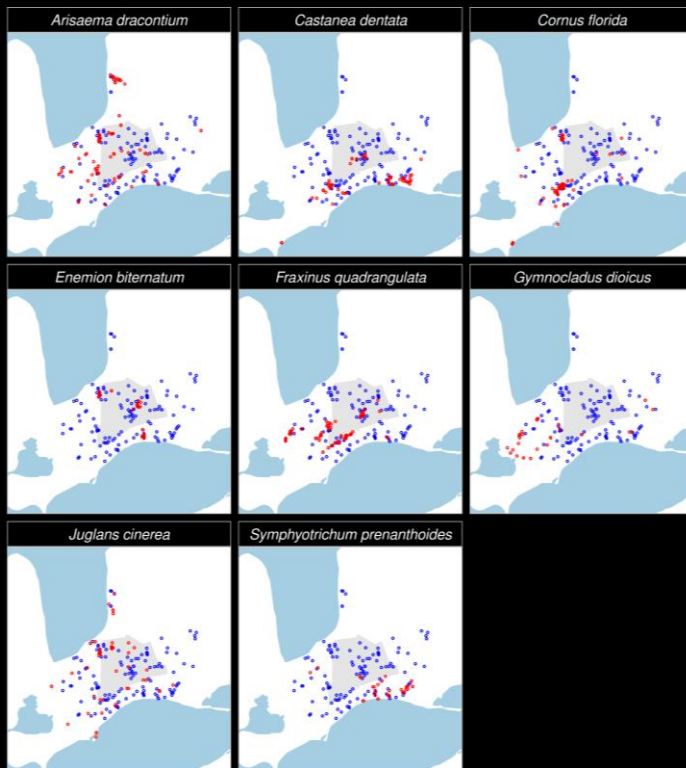 Arisaema dracontium
Castanea dentata
Cornus florida
Enemion biternatum
Fraxinus quadrangulata
Gymnocladus dioicus
Juglans cinerea
Symphyotrichum prenanthoides